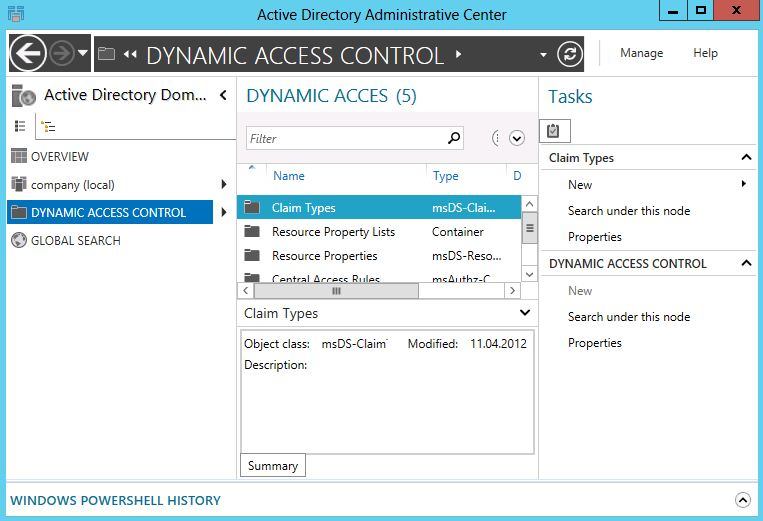 Active Directory Administrative Center
DYNAMIC ACCESS CONTROL
Manage Help
Active Directory Dom...
OVERVIEW
company (local)
DYNAMIC ACCESS CONTROL
GLOBAL SEARCH
DYNAMIC ACCES (5)
Filter
Name Type D
Claim Types msDS-Clai...
Resource Property Lists Container
Resource Properties msDS-Reso...
Central Access Rules msAuthz-C
Claim Types
Object class: msDS-Claim Modified: 11.04.2012
Description:
Summary
Tasks
Claim Types
New
Search under this node
Properties
DYNAMIC ACCESS CONTROL
New
Search under this node
Properties
WINDOWS POWERSHELL HISTORY